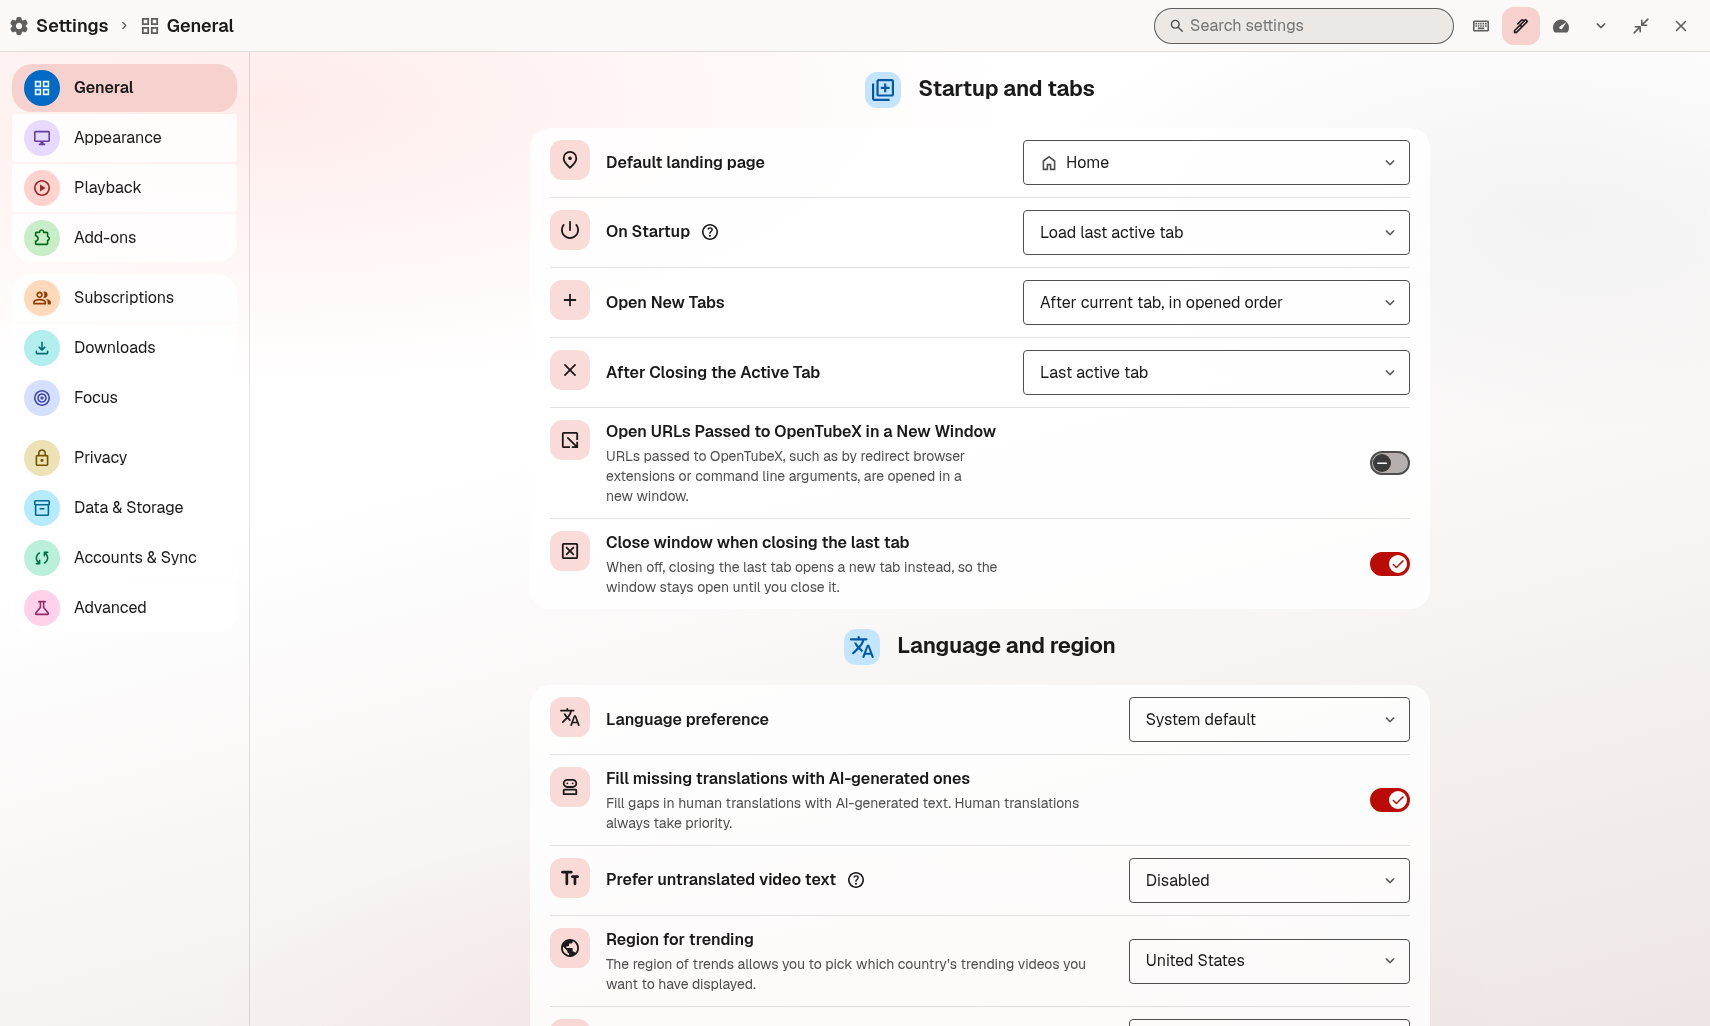 Settings
General
Search settings
General
Appearance
Playback
Add-ons
Subscriptions
Downloads
Focus
Privacy
Data & Storage
Accounts & Sync
Advanced
Startup and tabs
Default landing page
Home
On Startup
Load last active tab
Open New Tabs
After current tab, in opened order
After Closing the Active Tab
Last active tab
Open URLs Passed to OpenTubeX in a New Window
URLs passed to OpenTubeX, such as by redirect browser
extensions or command line arguments, are opened in a
new window.
Close window when closing the last tab
When off, closing the last tab opens a new tab instead, so the
window stays open until you close it.
Language and region
Language preference
System default
Fill missing translations with AI-generated ones
Fill gaps in human translations with AI-generated text. Human translations
always take priority.
Prefer untranslated video text
Disabled
Region for trending
The region of trends allows you to pick which country's trending videos you
want to have displayed.
United States